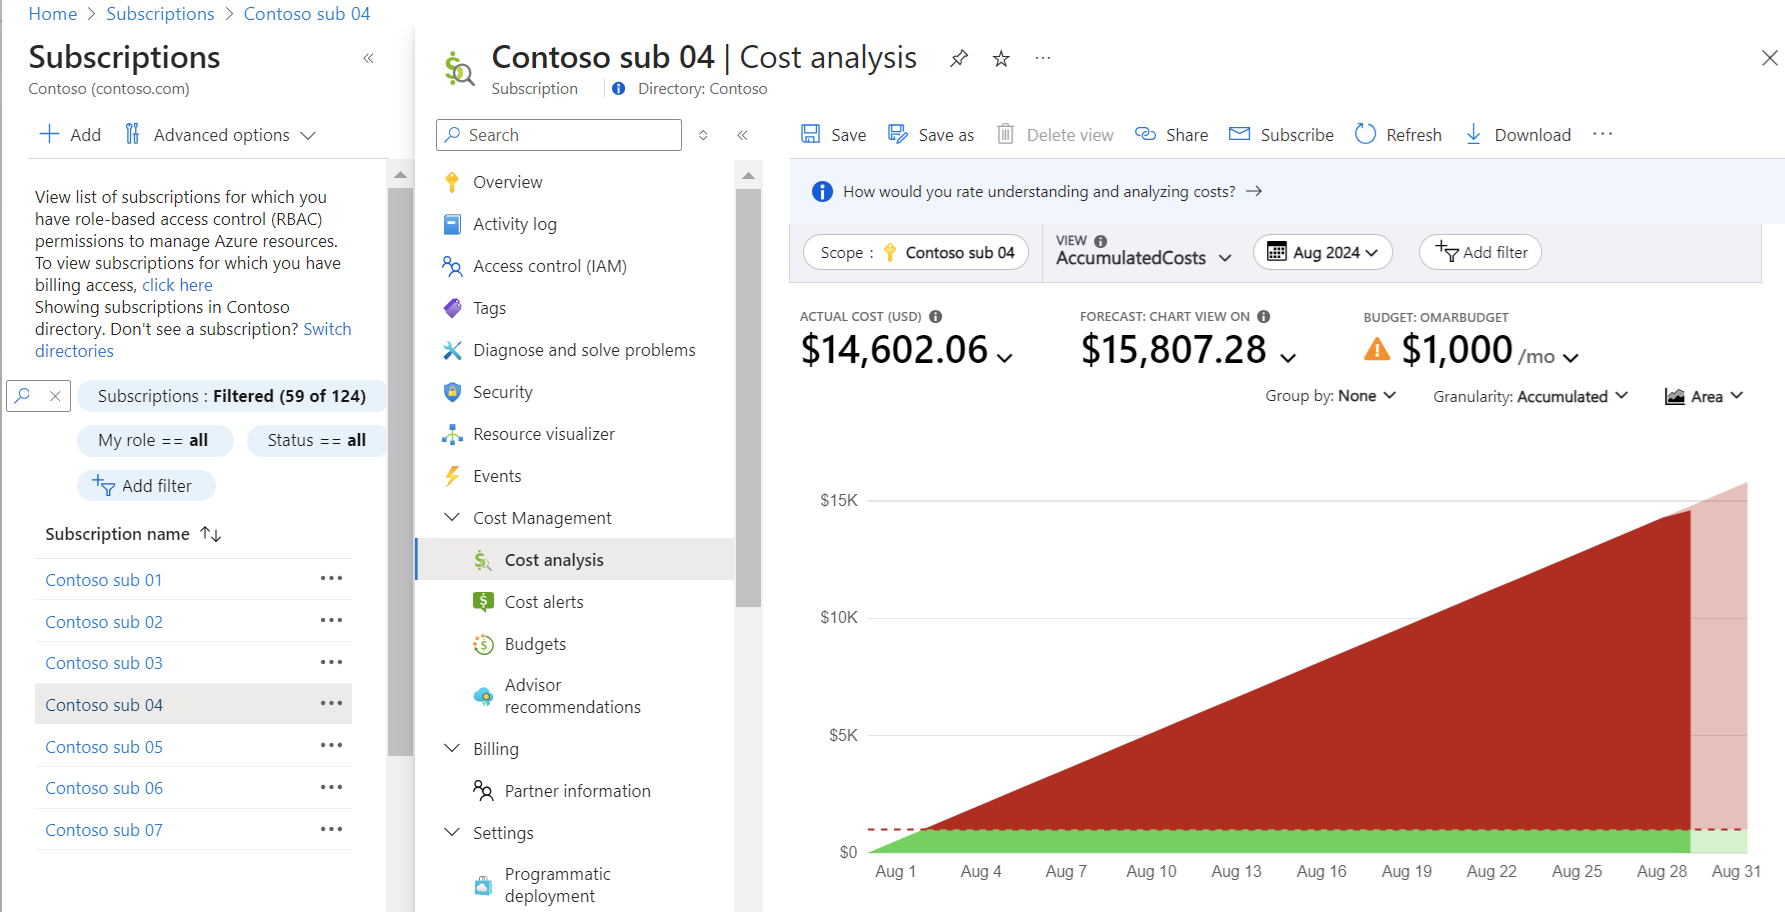 Home > Subscriptions > Contoso sub 04
Subscriptions
Contoso (contoso.com)
Add
Advanced options
View list of subscriptions for which you
have role-based access control (RBAC)
permissions to manage Azure resources.
To view subscriptions for which you have
billing access, click here
Showing subscriptions in Contoso
directory. Don't see a subscription? Switch
directories
Subscriptions : Filtered (59 of 124)
My role == all
Status == all
Add filter
Subscription name
Contoso sub 01
Contoso sub 02
Contoso sub 03
Contoso sub 04
Contoso sub 05
Contoso sub 06
Contoso sub 07
Contoso sub 04 | Cost analysis
Subscription
Directory: Contoso
Search
Overview
Activity log
Access control (IAM)
Tags
Diagnose and solve problems
Security
Resource visualizer
Events
Cost Management
Cost analysis
Cost alerts
Budgets
Advisor
recommendations
Billing
Partner information
Settings
Programmatic
deployment
Save
Save as
Delete view
Share
Subscribe
Refresh
Download
How would you rate understanding and analyzing costs?
Scope : Contoso sub 04
VIEW
AccumulatedCosts
Aug 2024
Add filter
ACTUAL COST (USD)
$14,602.06
FORECAST: CHART VIEW ON
$15,807.28
BUDGET: OMARBUDGET
$1,000 /mo
Group by: None
Granularity: Accumulated
Area
$15K
$10K
$5K
$0
Aug 1
Aug 4
Aug 7
Aug 10
Aug 13
Aug 16
Aug 19
Aug 22
Aug 25
Aug 28
Aug 31